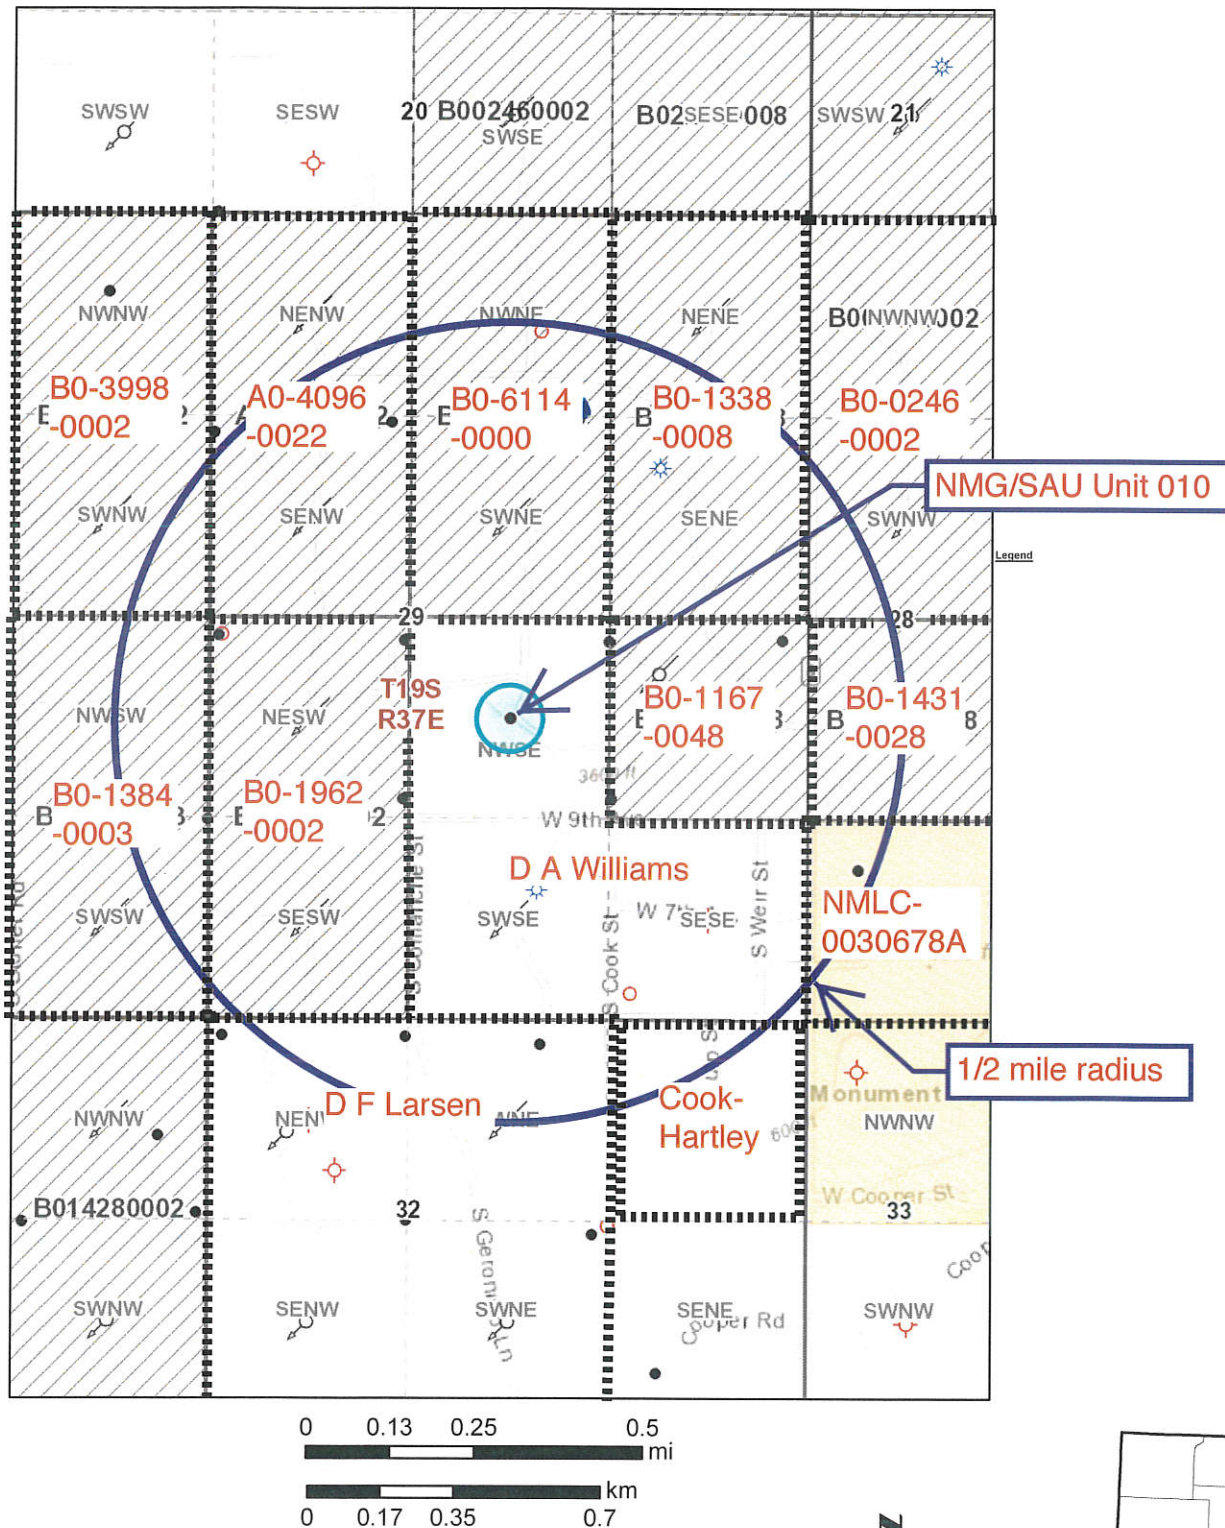 SWSW
SESW
20 B002460002
SWSE
SESE
SWSW 21
NWNW
NENW
NWNE
NENE
NWNW
B0-3998
-0002
A0-4096
-0022
B0-6114
-0000
B0-1338
-0008
B0-0246
-0002
NMG/SAU Unit 010
SWNW
SENW
SWNE
SENE
SWNW
Legend
29
28
T19S
R37E
NWSW
NESW
NWSE
B0-1167
-0048
B0-1431
-0028
B0-1384
-0003
B0-1962
-0002
W 9th
D A Williams
SWSW
SESW
SWSE
W 7th
SESE
S Weir St
S Cook St
S Comanche St
NMLC-
0030678A
1/2 mile radius
D F Larsen
Cook-
Hartley
Monument
NWNW
NWNW
W Cooper St
B014280002
32
33
SWNW
SENW
SWNE
SENE
SWNW
Cooper Rd
0 0.13 0.25 0.5
mi
km
0 0.17 0.35 0.7
N